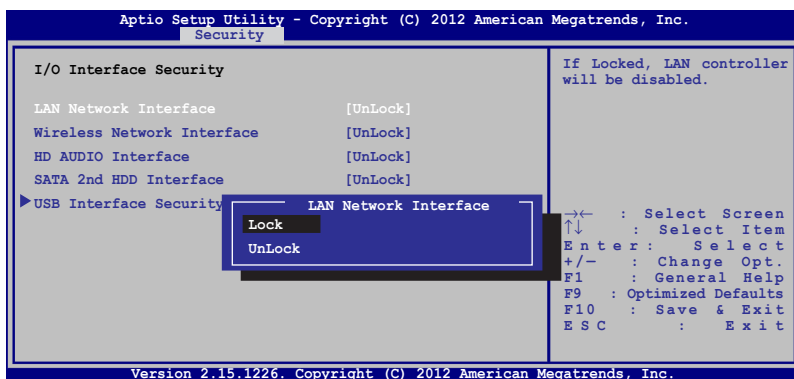 Aptio Setup Utility - Copyright (C) 2012 American Megatrends, Inc.
Security
I/O Interface Security
LAN Network Interface [UnLock]
Wireless Network Interface [UnLock]
HD AUDIO Interface [UnLock]
SATA 2nd HDD Interface [UnLock]
USB Interface Security
LAN Network Interface
Lock
UnLock
If Locked, LAN controller
will be disabled.
→← : Select Screen
↑↓ : Select Item
Enter: Select
+/— : Change Opt.
F1 : General Help
F9 : Optimized Defaults
F10 : Save & Exit
ESC : Exit
Version 2.15.1226. Copyright (C) 2012 American Megatrends, Inc.